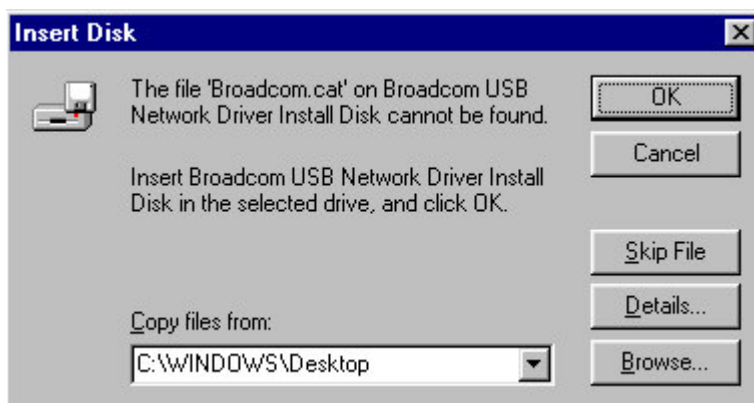 Insert Disk
The file 'Broadcom.cat' on Broadcom USB
Network Driver Install Disk cannot be found.
Insert Broadcom USB Network Driver Install
Disk in the selected drive, and click OK.
Copy files from:
C:\WINDOWS\Desktop
OK
Cancel
Skip File
Details...
Browse...